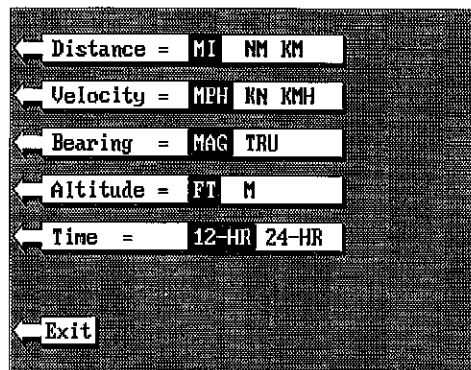 Distance = MI NM KM
Velocity = MPH KN KMH
Bearing = MAG TRU
Altitude = FT M
Time = 12-HR 24-HR
Exit